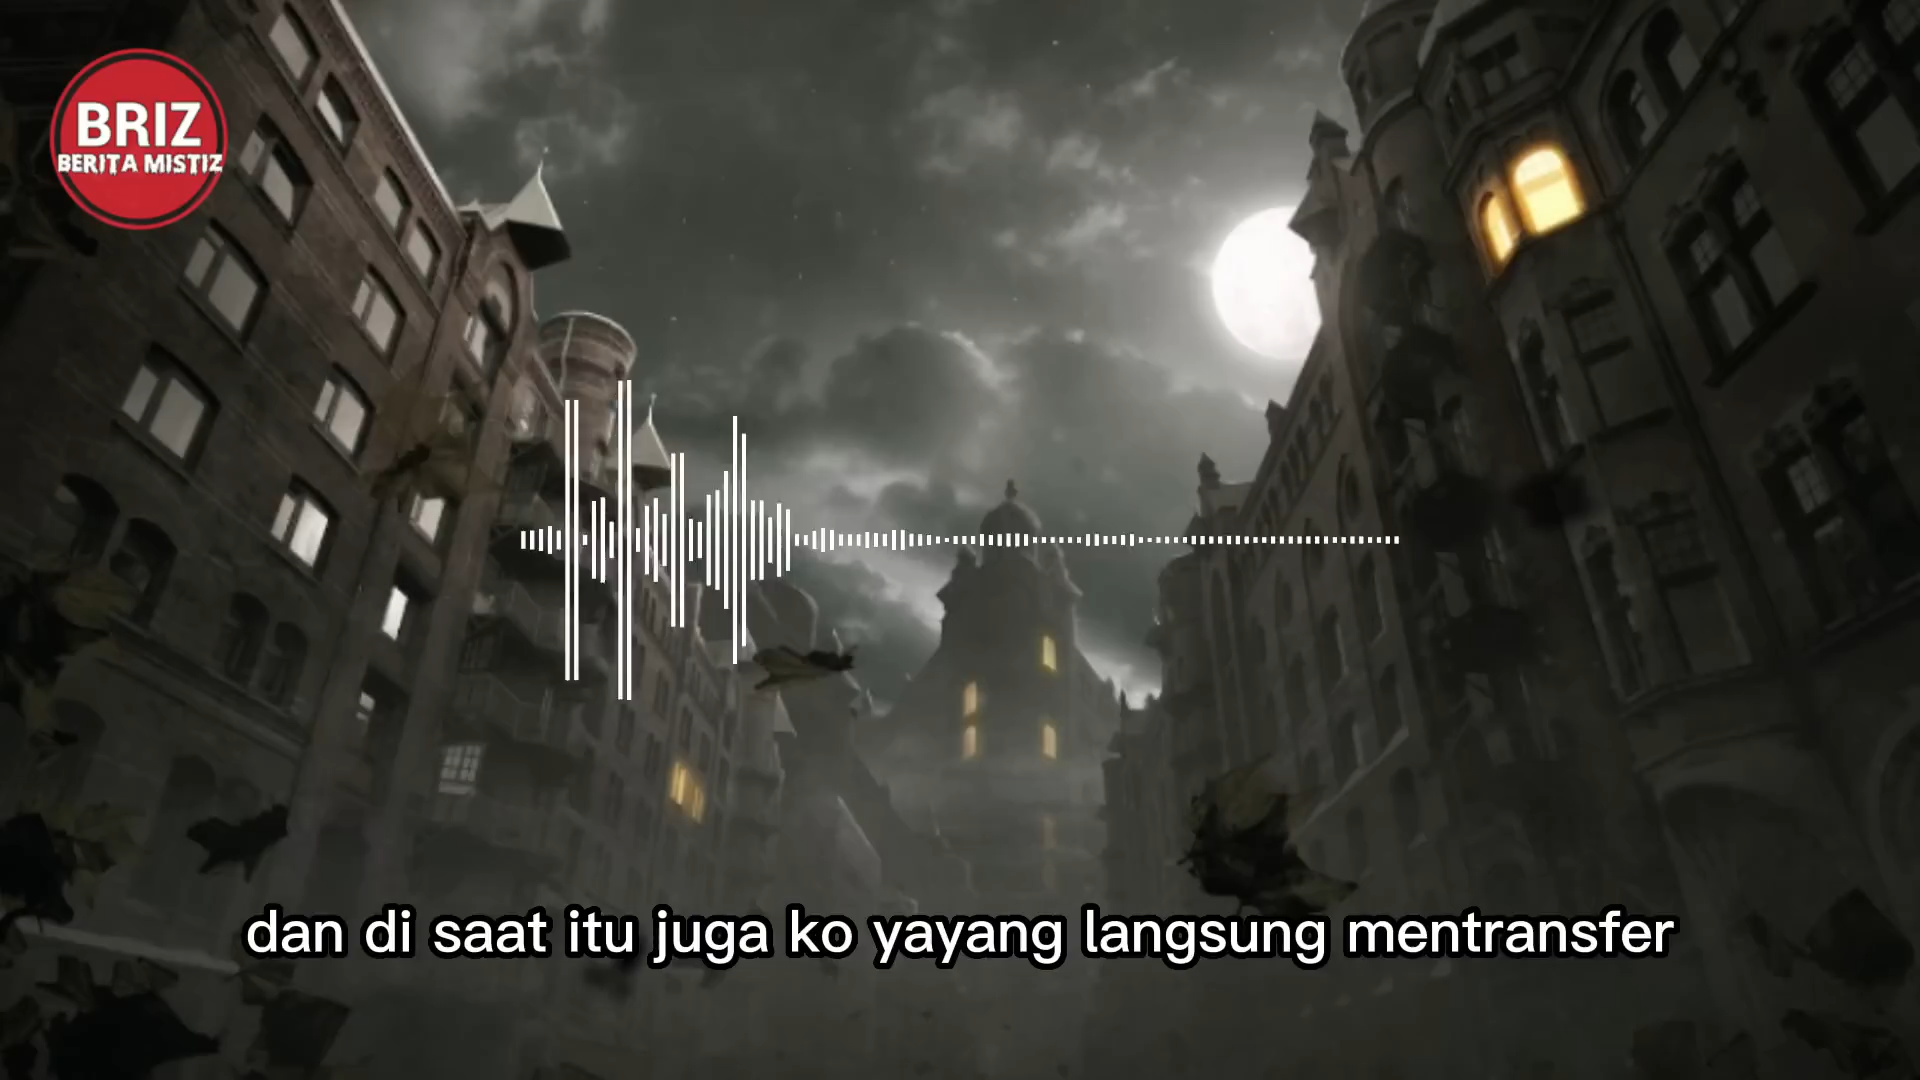 BRIZ
BERITA MISTIZ
dan di saat itu juga ko yayang langsung mentransfer